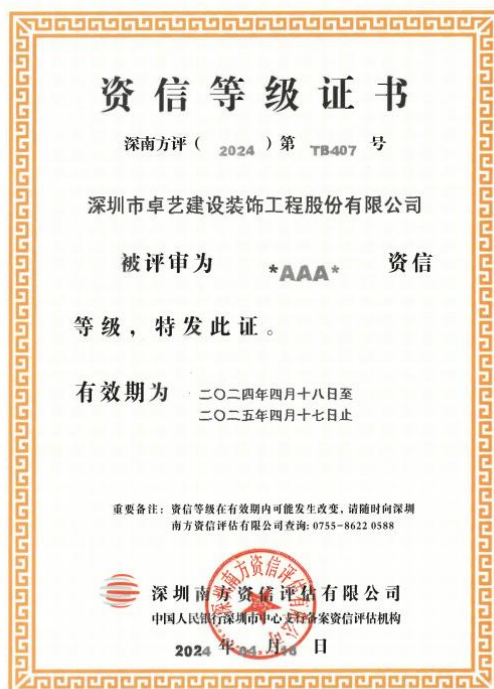 资信等级证书
深南方评（ 2024 ）第 TB407 号
深圳市卓艺建设装饰工程股份有限公司
被评审为 *AAA* 资信
等级，特发此证。
有效期为 二〇二四年四月十八日至
二〇二五年四月十七日止
重要备注：资信等级在有效期内可能发生改变，请随时向深圳
南方资信评估有限公司查询: 0755-8622 0588
深圳南方资信评估有限公司
中国人民银行深圳市中心支行备案资信评估机构
2024 年 04 月 18 日